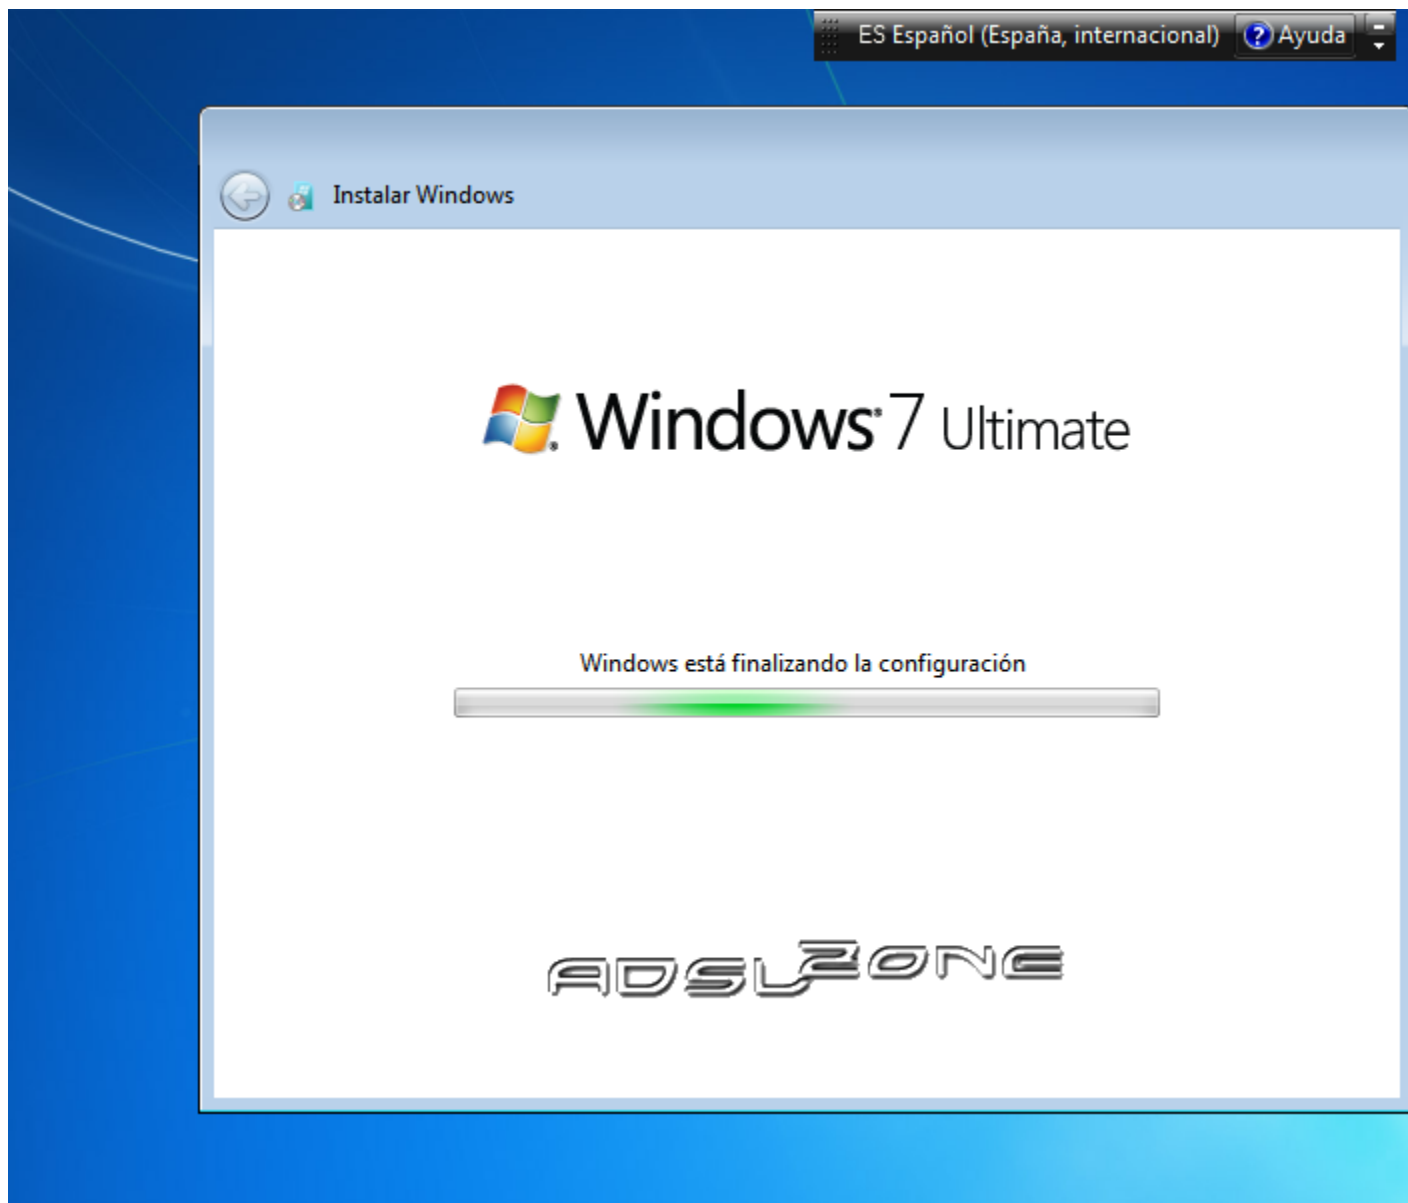 ES Español (España, internacional) ? Ayuda
Instalar Windows
Windows® 7 Ultimate
Windows está finalizando la configuración
ADSLZONE